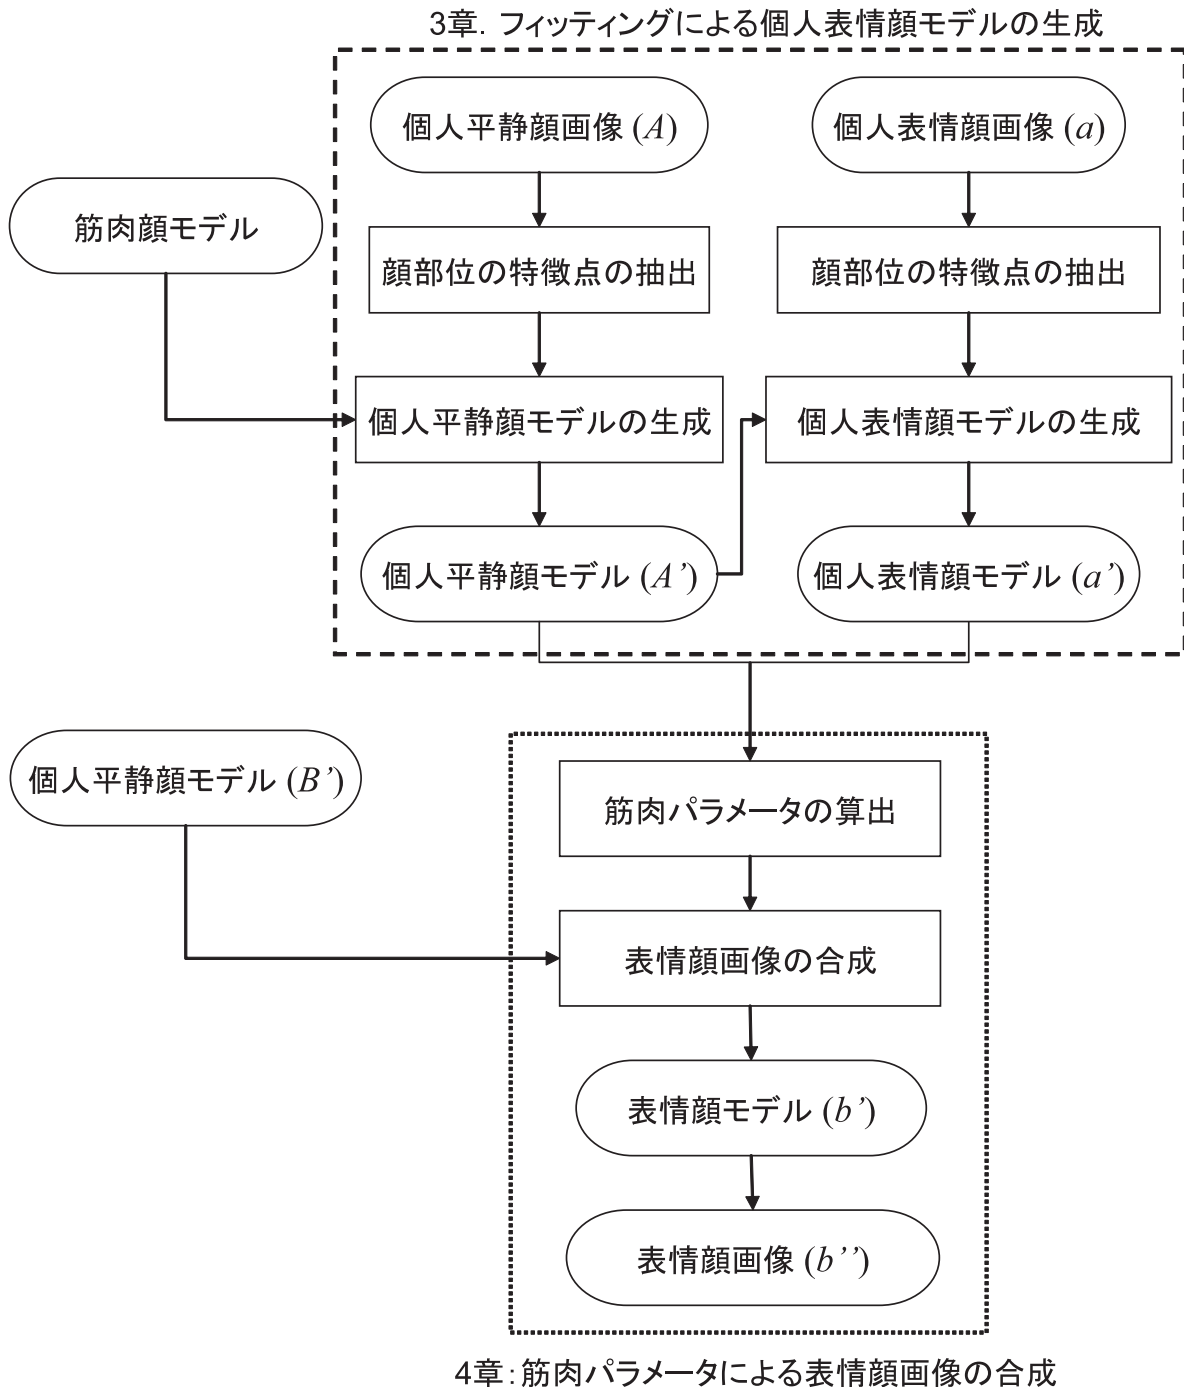 3章．フィッティングによる個人表情顔モデルの生成
個人平静顔画像 (A)
個人表情顔画像 (a)
筋肉顔モデル
顔部位の特徴点の抽出
顔部位の特徴点の抽出
個人平静顔モデルの生成
個人表情顔モデルの生成
個人平静顔モデル (A’)
個人表情顔モデル (a’)
個人平静顔モデル (B’)
筋肉パラメータの算出
表情顔画像の合成
表情顔モデル (b’)
表情顔画像 (b’’)
4章：筋肉パラメータによる表情顔画像の合成